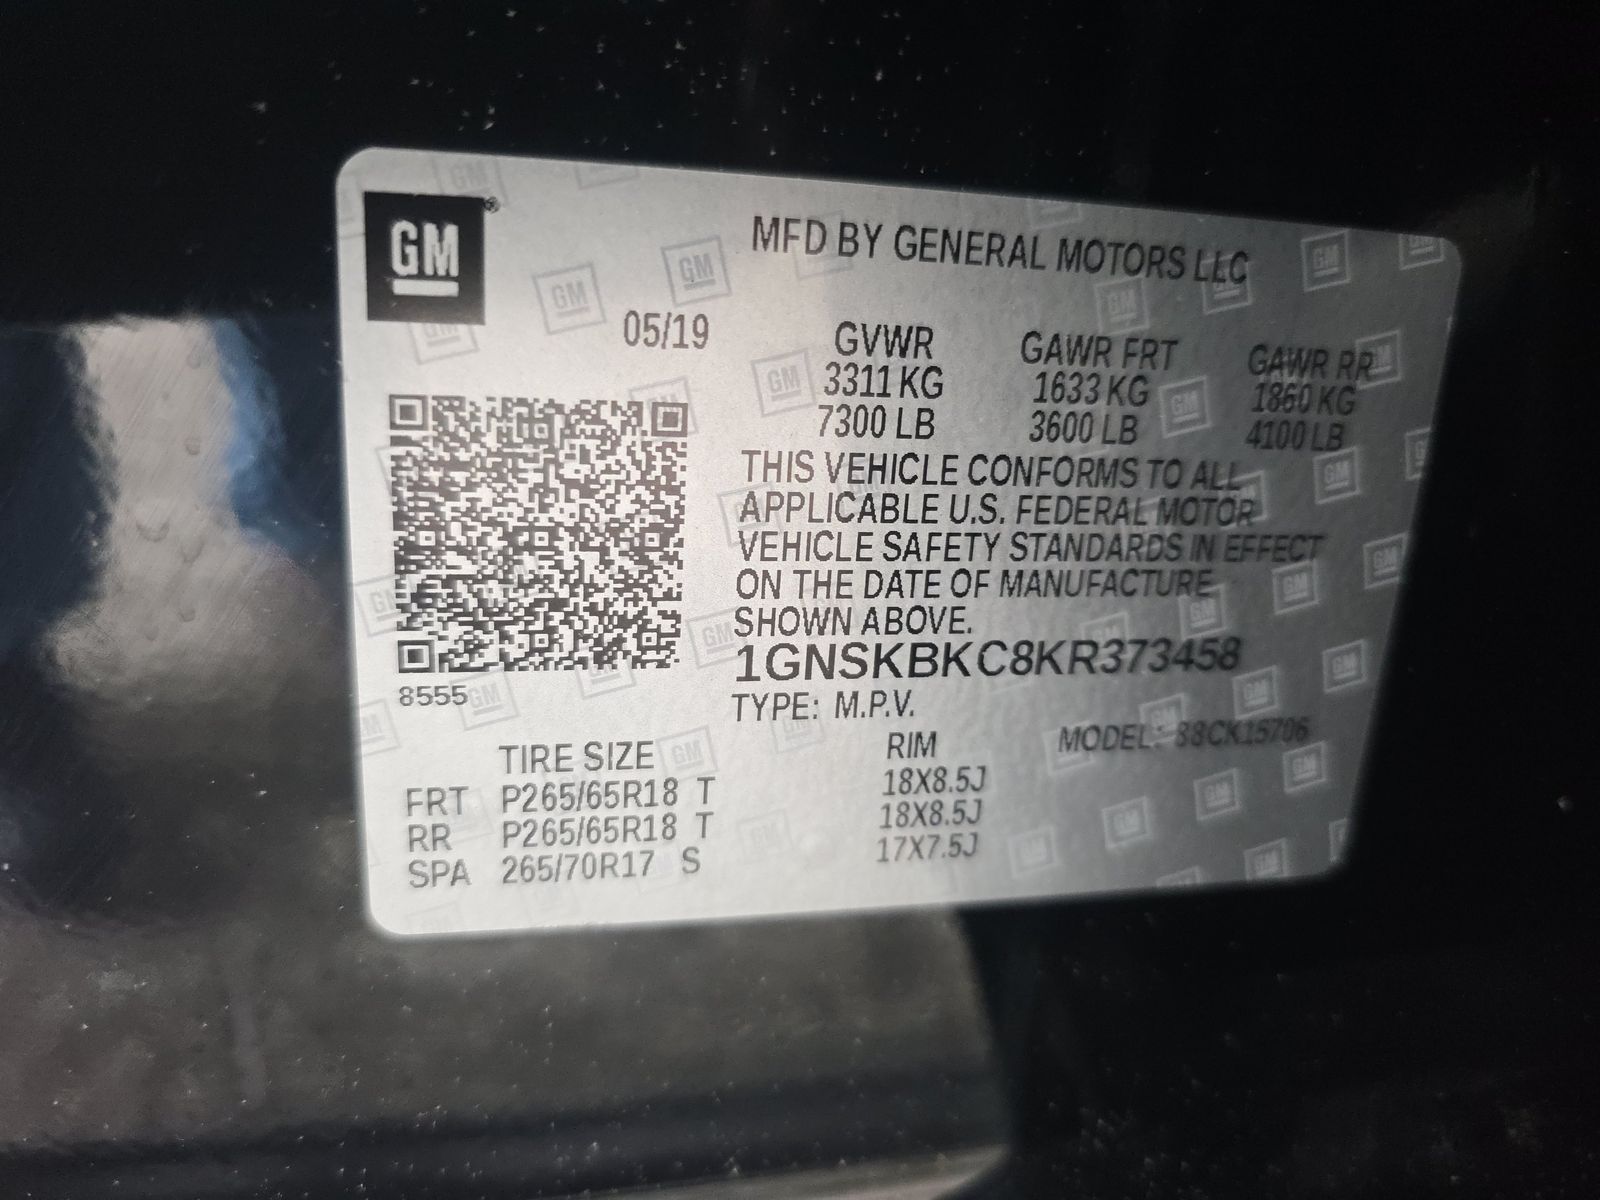 GM
MFD BY GENERAL MOTORS LLC
05/19
GVWR GAWR FRT GAWR RR
3311 KG 1633 KG 1860 KG
7300 LB 3600 LB 4100 LB
THIS VEHICLE CONFORMS TO ALL
APPLICABLE U.S. FEDERAL MOTOR
VEHICLE SAFETY STANDARDS IN EFFECT
ON THE DATE OF MANUFACTURE
SHOWN ABOVE.
1GNSKBKC8KR373458
8555
TYPE: M.P.V.
MODEL:
TIRE SIZE RIM
FRT P265/65R18 T 18X8.5J
RR P265/65R18 T 18X8.5J
SPA 265/70R17 S 17X7.5J